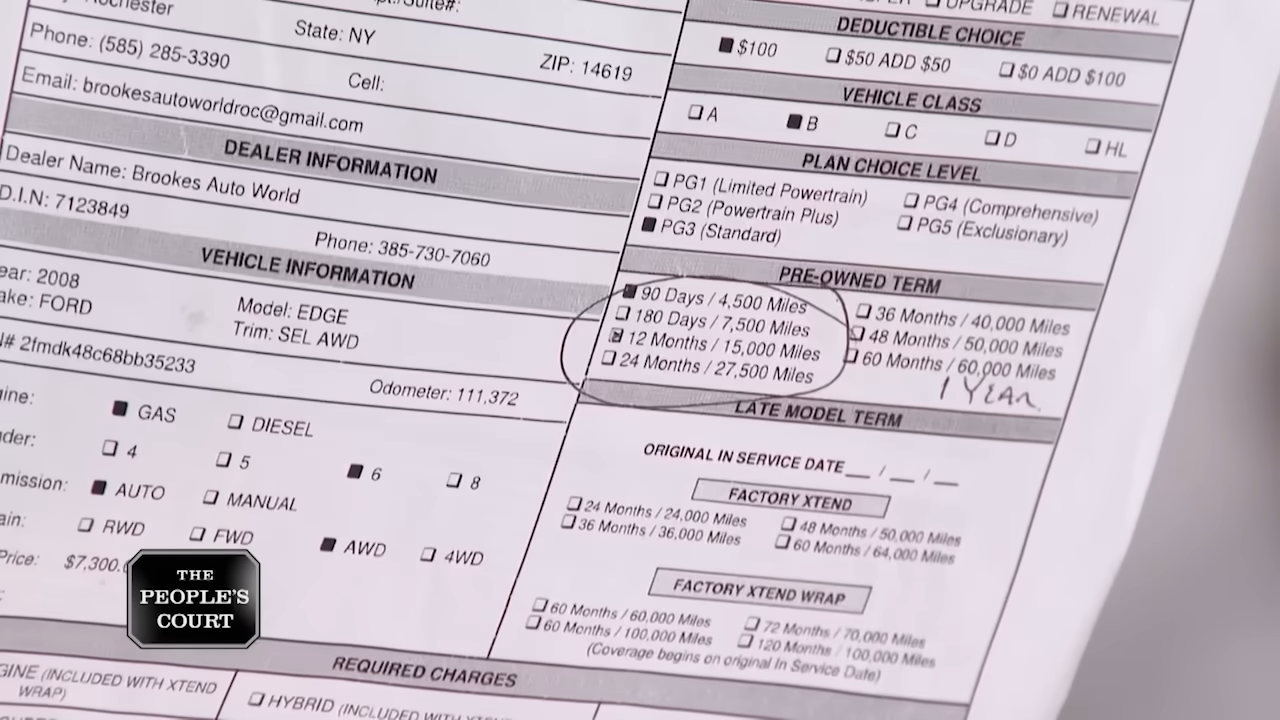 Rochester
State: NY
ZIP: 14619
Phone: (585) 285-3390
Cell:
Email: brookesautoworldroc@gmail.com
DEALER INFORMATION
Dealer Name: Brookes Auto World
D.I.N: 7123849
Phone: 385-730-7060
VEHICLE INFORMATION
2008
FORD
Model: EDGE
Trim: SEL AWD
2fmdk48c68bb35233
Odometer: 111,372
❑ GAS ❑ DIESEL
❑ 4 ❑ 5 ❑ 6 ❑ 8
❑ AUTO ❑ MANUAL
❑ RWD ❑ FWD ❑ AWD ❑ 4WD
Price: $7,300.
UPGRADE ❑ RENEWAL
DEDUCTIBLE CHOICE
■ $100 ❑ $50 ADD $50 ❑ $0 ADD $100
VEHICLE CLASS
❑ A ■ B ❑ C ❑ D ❑ HL
PLAN CHOICE LEVEL
❑ PG1 (Limited Powertrain)
❑ PG2 (Powertrain Plus)
■ PG3 (Standard)
❑ PG4 (Comprehensive)
❑ PG5 (Exclusionary)
PRE-OWNED TERM
■ 90 Days / 4,500 Miles
❑ 180 Days / 7,500 Miles
12 Months / 15,000 Miles
❑ 24 Months / 27,500 Miles
❑ 36 Months / 40,000 Miles
❑ 48 Months / 50,000 Miles
❑ 60 Months / 60,000 Miles
1 YEAR.
LATE MODEL TERM
ORIGINAL IN SERVICE DATE__ / __ / __
FACTORY XTEND
❑ 24 Months / 24,000 Miles
❑ 36 Months / 36,000 Miles
❑ 48 Months / 50,000 Miles
❑ 60 Months / 64,000 Miles
FACTORY XTEND WRAP
❑ 60 Months / 60,000 Miles
❑ 60 Months / 100,000 Miles
❑ 72 Months / 70,000 Miles
❑ 120 Months / 100,000 Miles
(Coverage begins on original In Service Date)
REQUIRED CHARGES
(INCLUDED WITH XTEND
WRAP)
❑ HYBRID (INCLUDED WITH
THE
PEOPLE'S
COURT